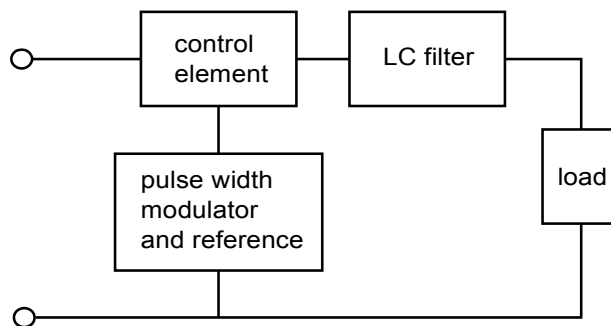 control
element
LC filter
pulse width
modulator
and reference
load